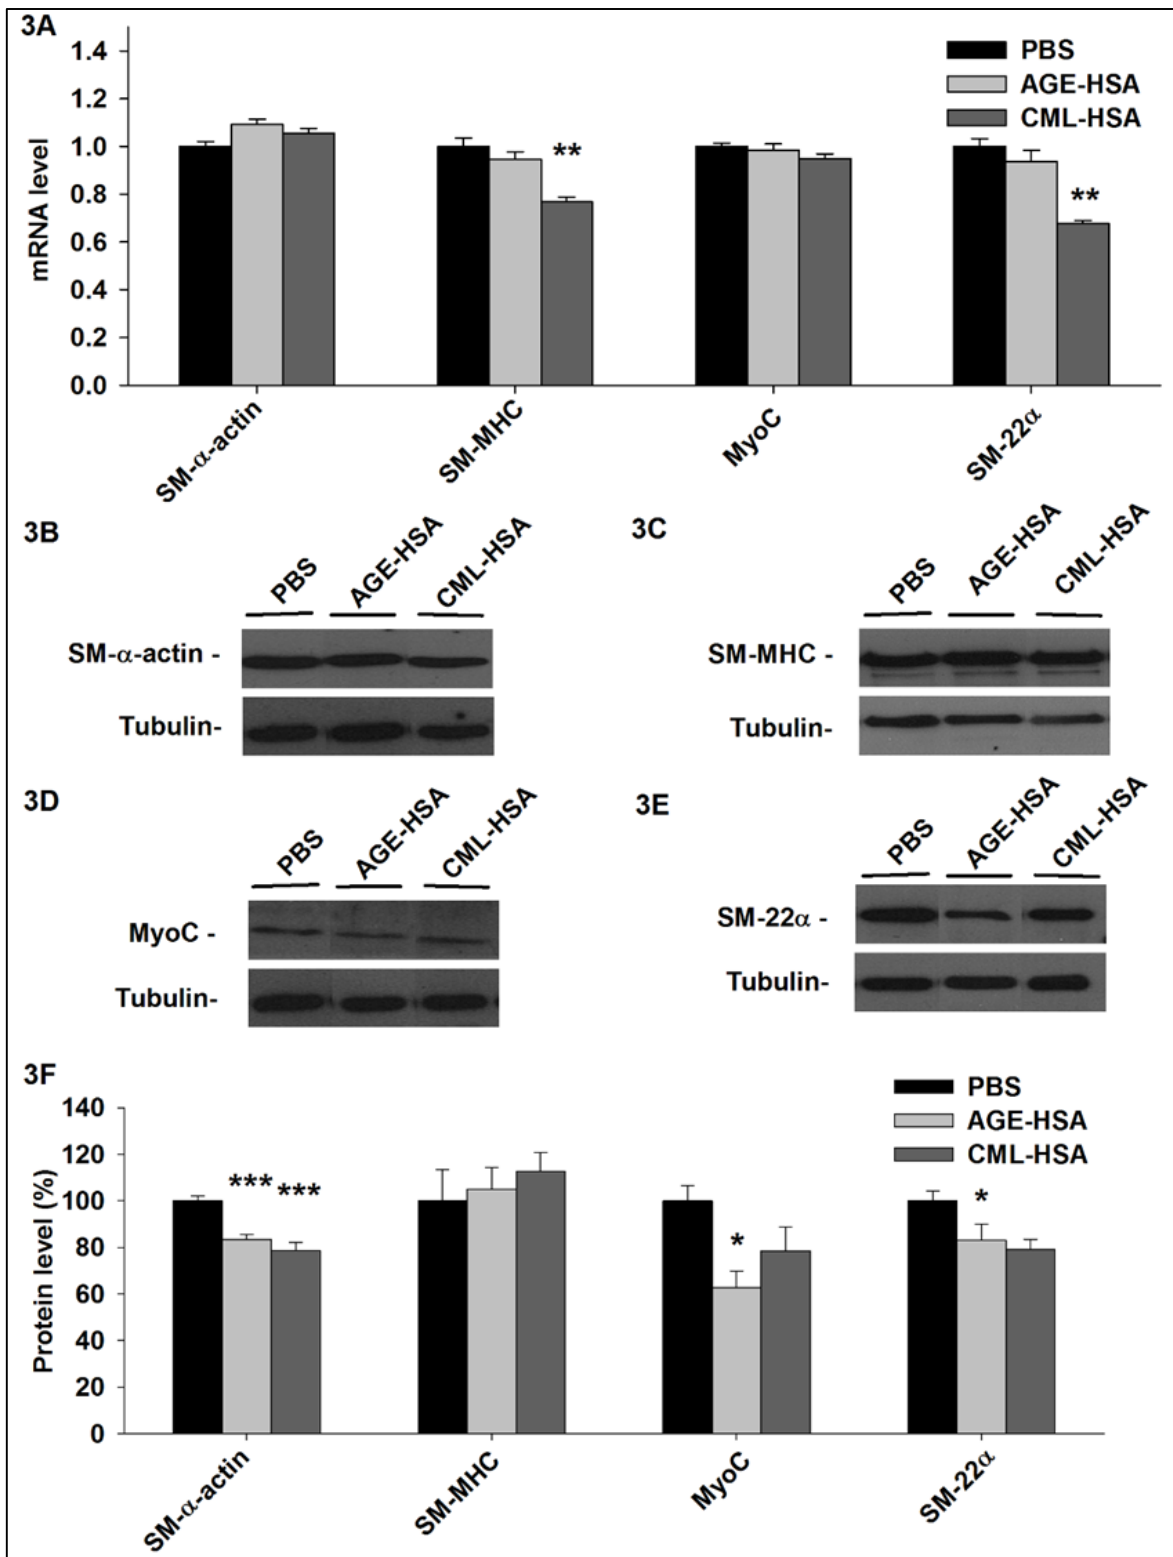 3A
1.4
1.2
1.0
0.8
0.6
0.4
0.2
0.0
mRNA level
PBS
AGE-HSA
CML-HSA
**
**
SM-α-actin
SM-MHC
MyoC
SM-22α
3B
PBS
AGE-HSA
CML-HSA
SM-α-actin -
Tubulin-
3C
PBS
AGE-HSA
CML-HSA
SM-MHC -
Tubulin-
3D
PBS
AGE-HSA
CML-HSA
MyoC -
Tubulin-
3E
PBS
AGE-HSA
CML-HSA
SM-22α -
Tubulin-
3F
140
120
100
80
60
40
20
0
Protein level (%)
PBS
AGE-HSA
CML-HSA
***
***
*
*
SM-α-actin
SM-MHC
MyoC
SM-22α